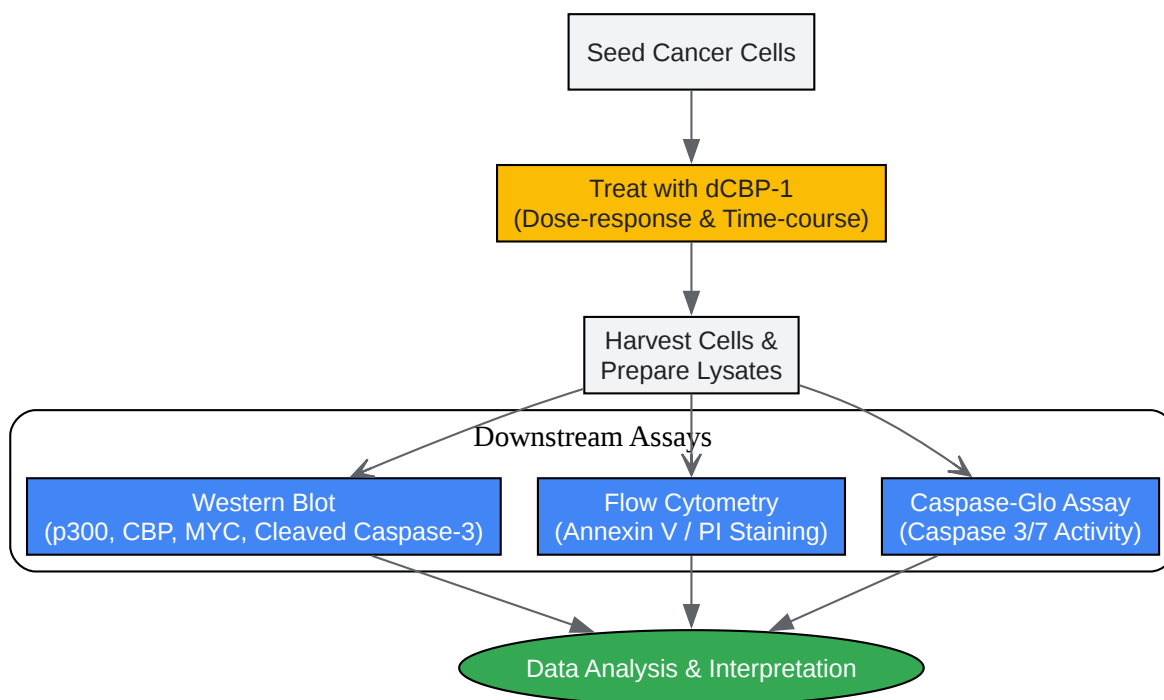 Seed Cancer Cells
Treat with dCBP-1
(Dose-response & Time-course)
Harvest Cells &
Prepare Lysates
Downstream Assays
Western Blot
(p300, CBP, MYC, Cleaved Caspase-3)
Flow Cytometry
(Annexin V / PI Staining)
Caspase-Glo Assay
(Caspase 3/7 Activity)
Data Analysis & Interpretation